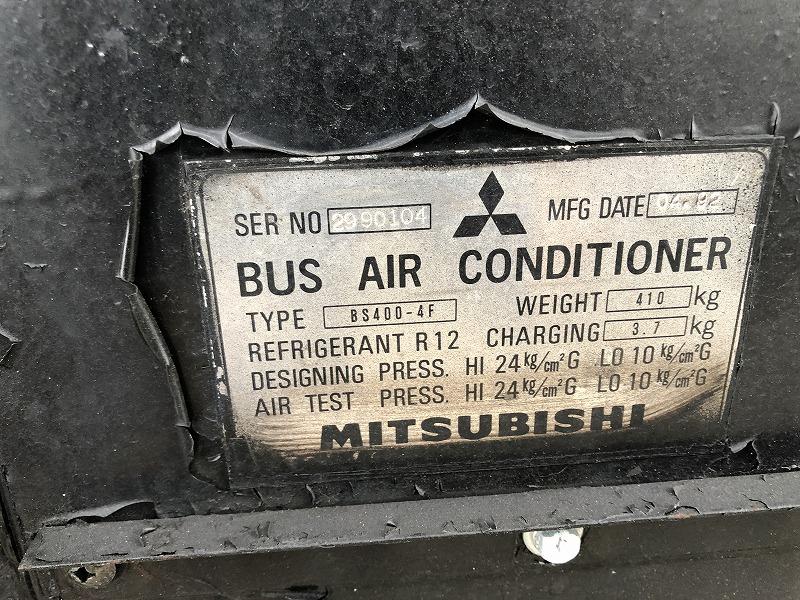 SER NO 2990104 MFG DATE
BUS AIR CONDITIONER
TYPE BS400-4F WEIGHT 410 kg
REFRIGERANT R12 CHARGING 3.7 kg
DESIGNING PRESS. HI 24 kg/cm²G LO 10 kg/cm²G
AIR TEST PRESS. HI 24 kg/cm²G LO 10 kg/cm²G
MITSUBISHI